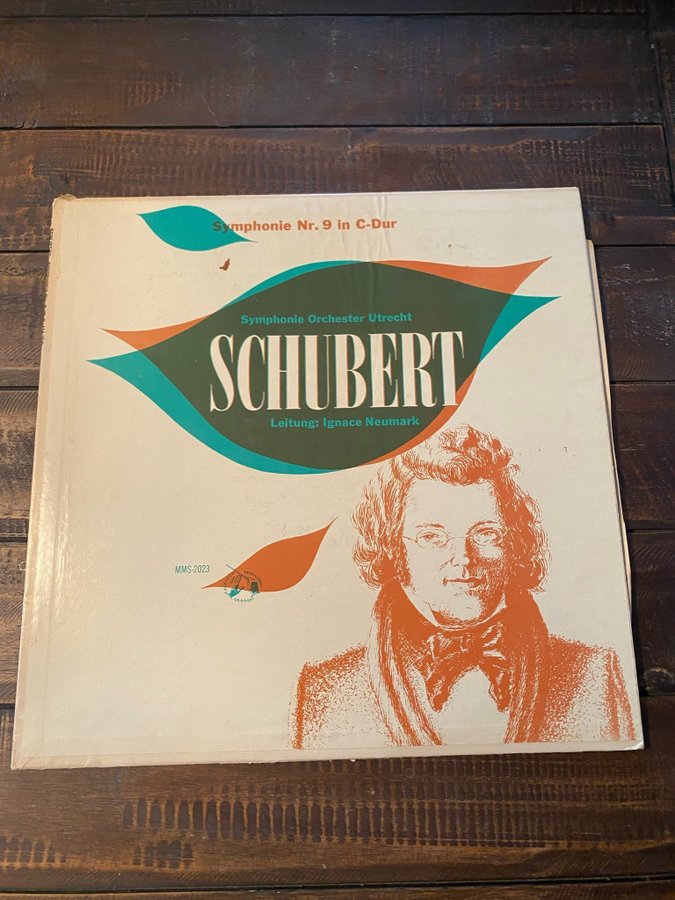 Symphonie Nr. 9 in C-Dur
Symphonie Orchester Utrecht
SCHUBERT
Leitung: Ignace Neumark
MMS-2023